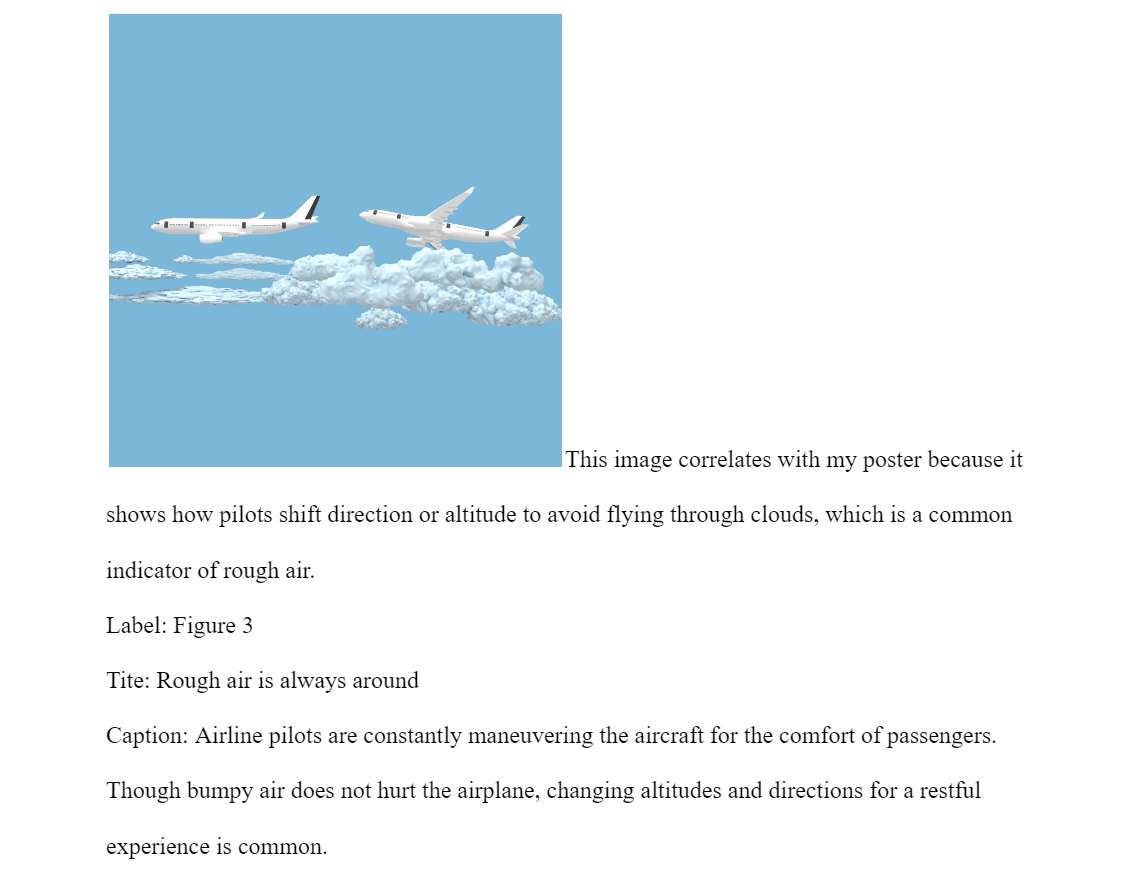 This image correlates with my poster because it
shows how pilots shift direction or altitude to avoid flying through clouds, which is a common
indicator of rough air.
Label: Figure 3
Tite: Rough air is always around
Caption: Airline pilots are constantly maneuvering the aircraft for the comfort of passengers.
Though bumpy air does not hurt the airplane, changing altitudes and directions for a restful
experience is common.